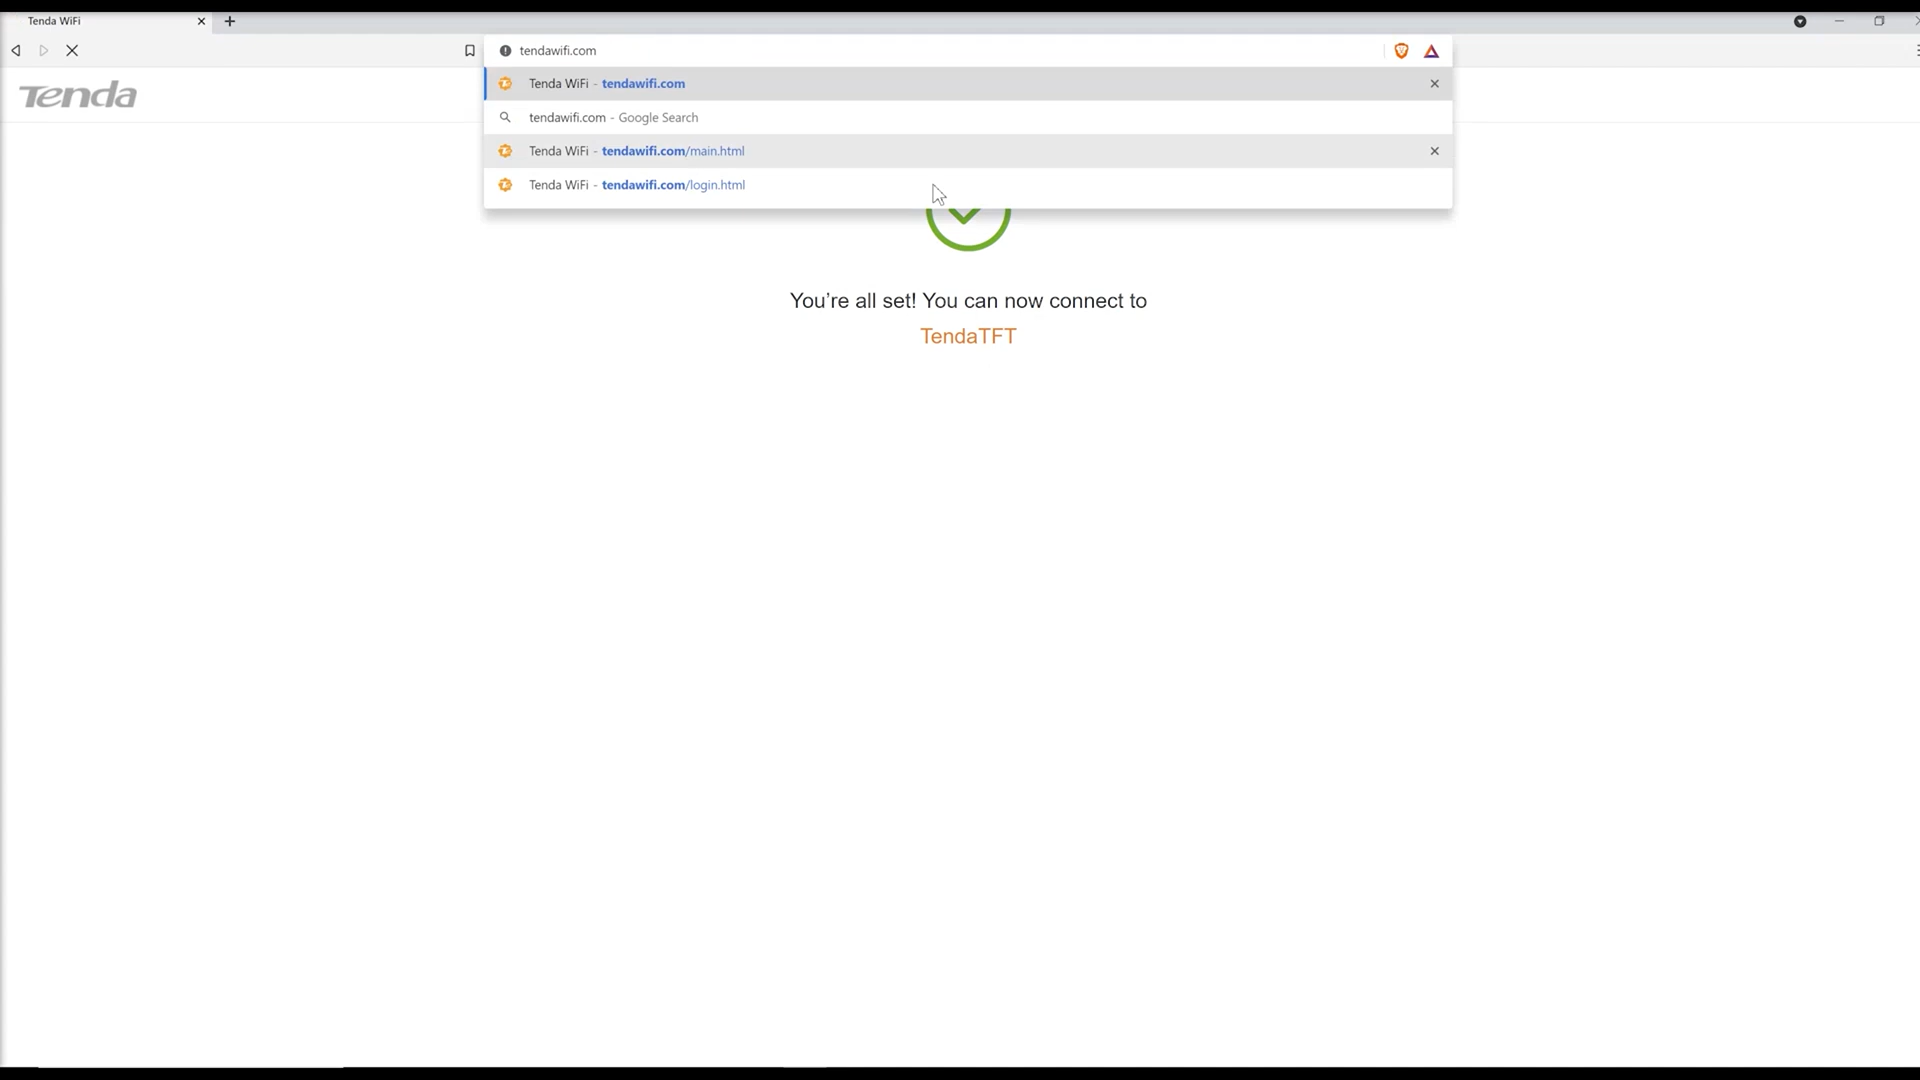 Tenda WiFi
tendawifi.com
Tenda
Tenda WiFi - tendawifi.com
tendawifi.com - Google Search
Tenda WiFi - tendawifi.com/main.html
Tenda WiFi - tendawifi.com/login.html
You’re all set! You can now connect to
TendaTFT